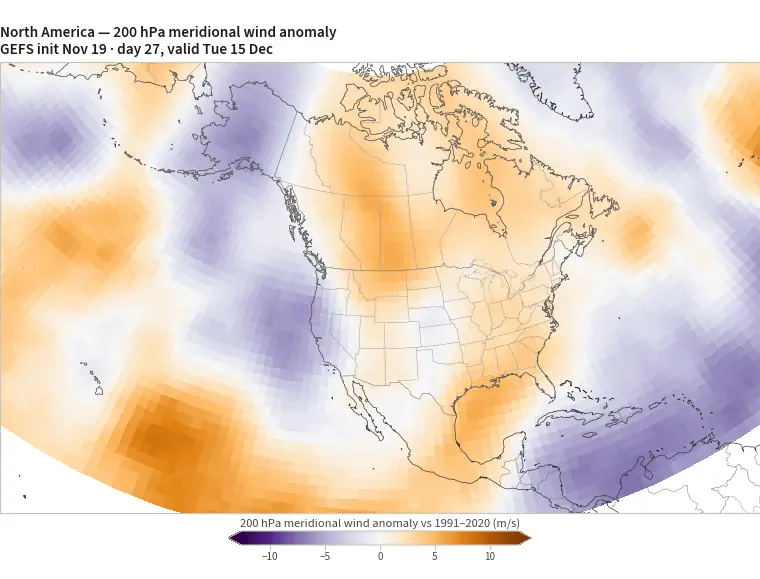 North America — 200 hPa meridional wind anomaly
GEFS init Nov 19 · day 27, valid Tue 15 Dec
200 hPa meridional wind anomaly vs 1991–2020 (m/s)
−10 −5 0 5 10